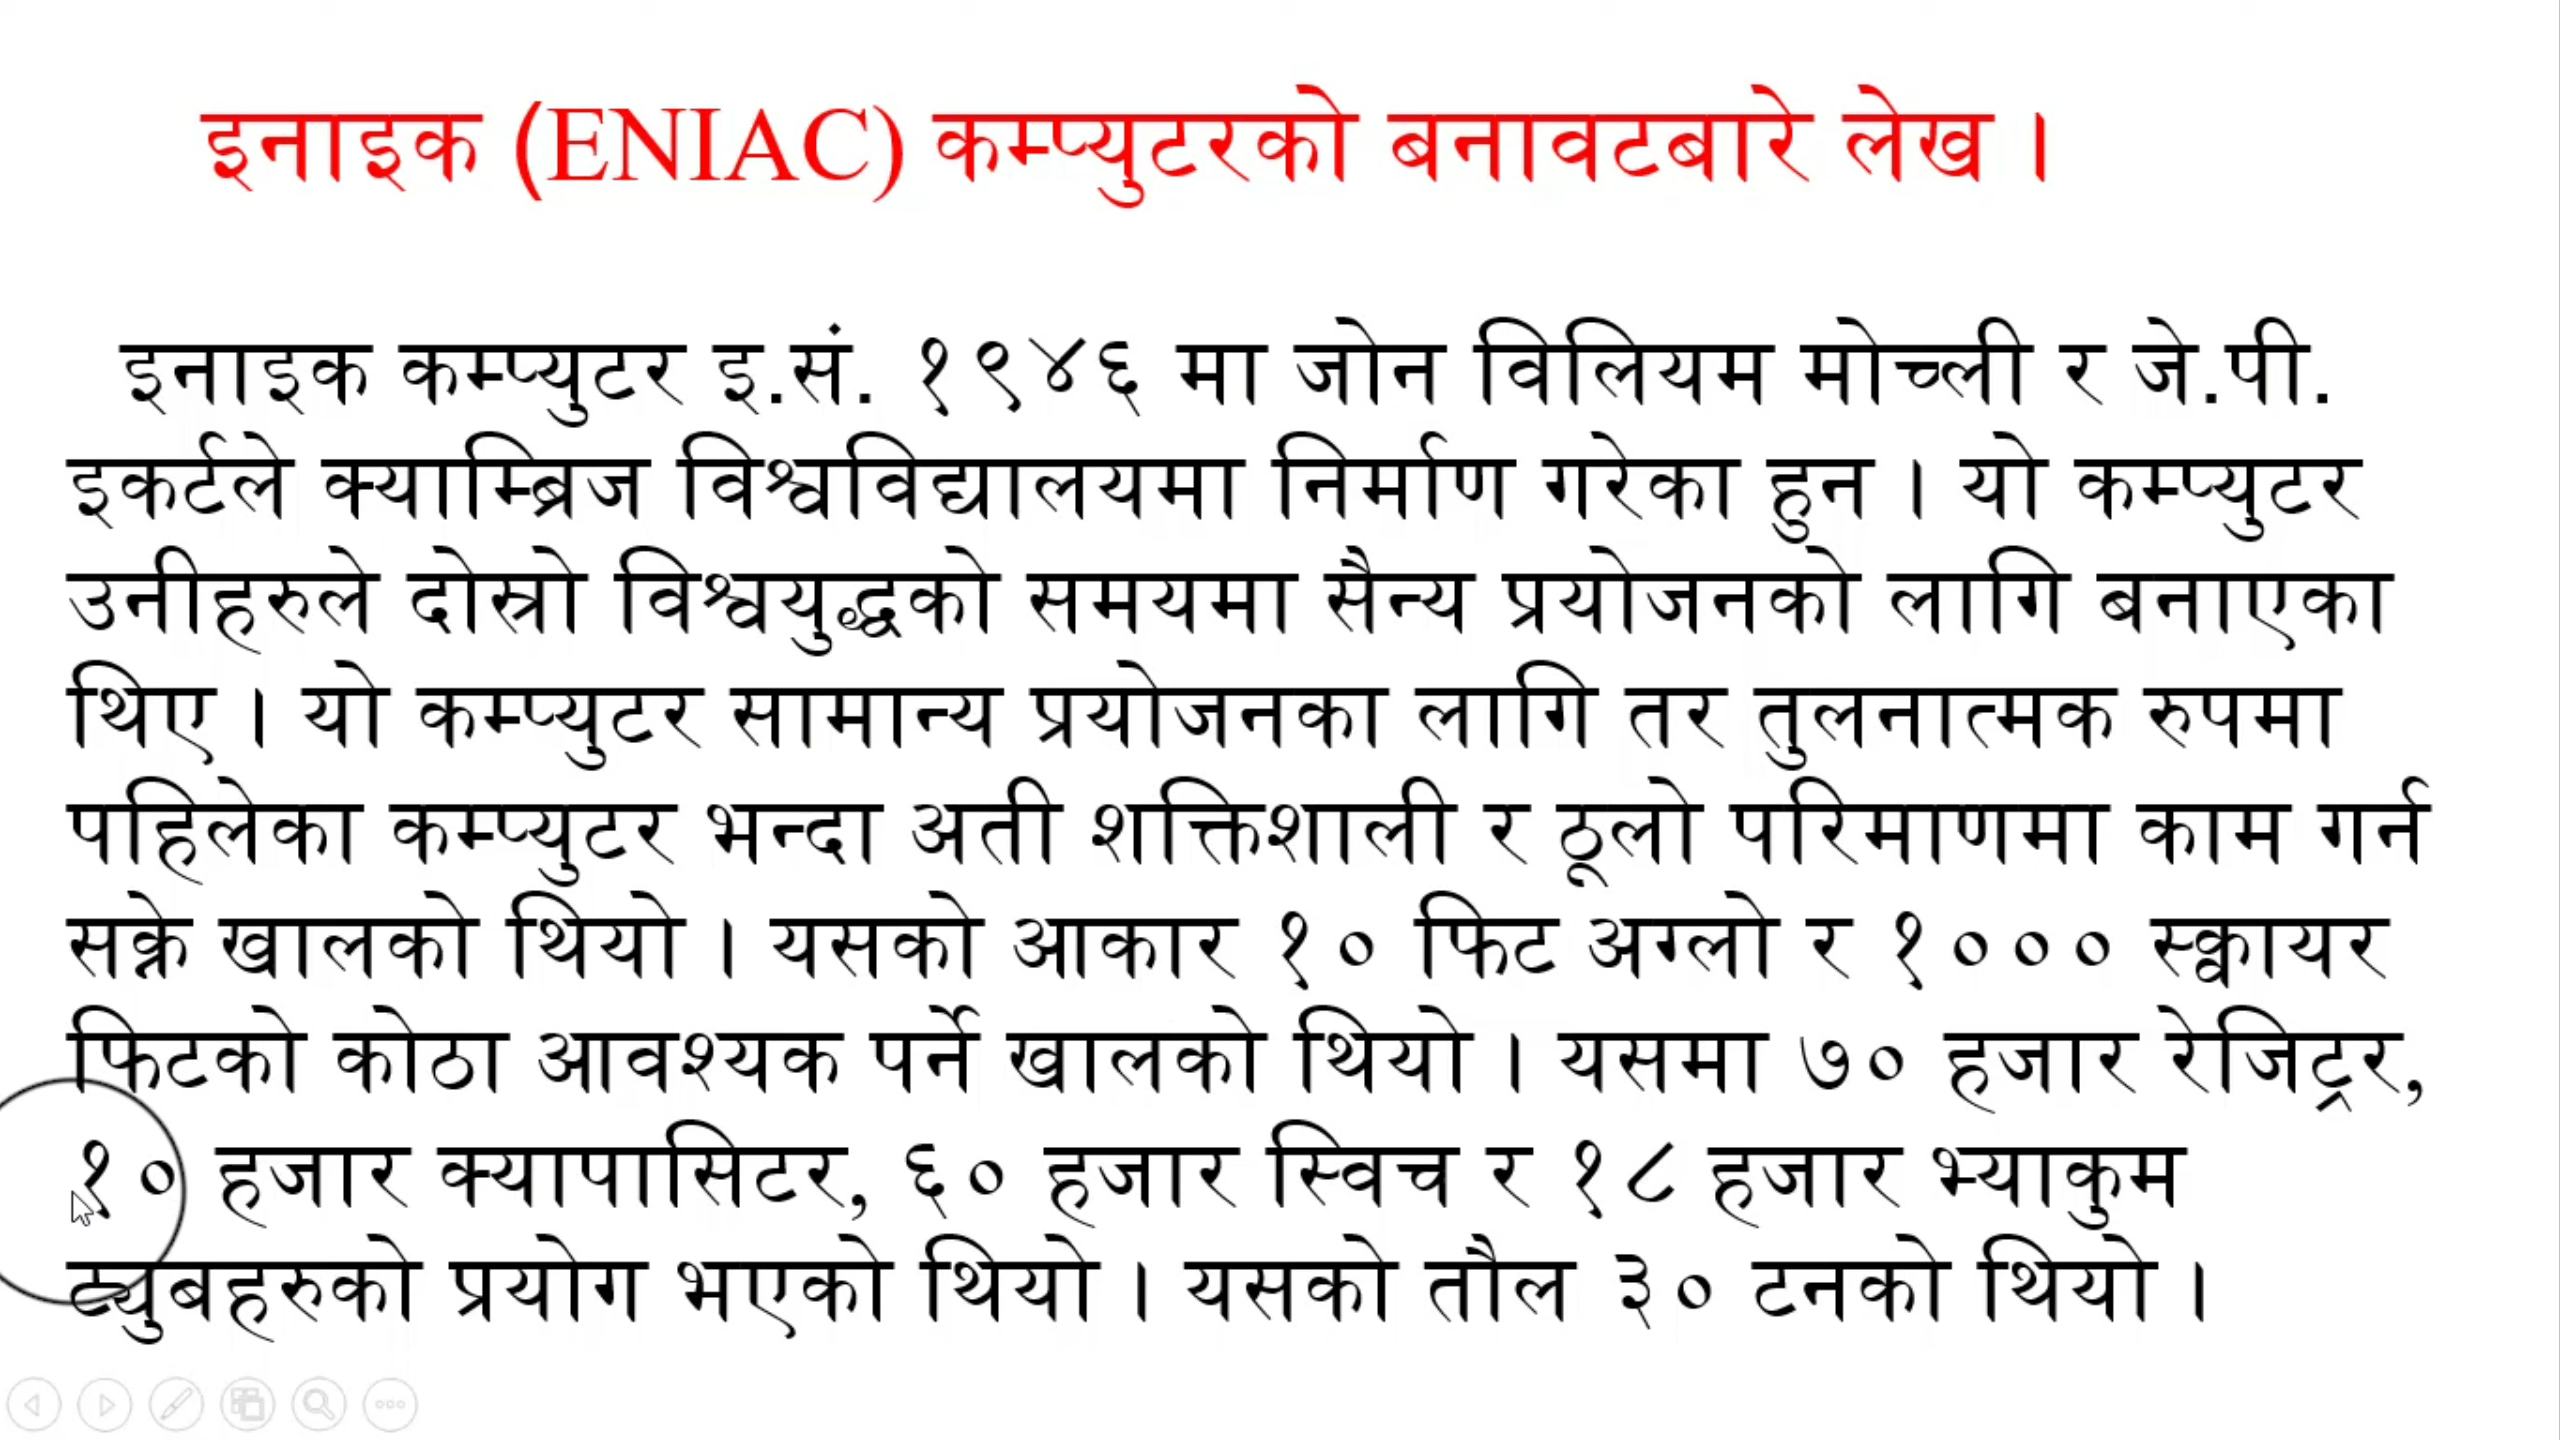 इनाइक (ENIAC) कम्प्युटरको बनावटबारे लेख ।
इनाइक कम्प्युटर इ.सं. १९४६ मा जोन विलियम मोच्ली र जे.पी.
इकर्टले क्याम्ब्रिज विश्वविद्यालयमा निर्माण गरेका हुन । यो कम्प्युटर
उनीहरुले दोस्रो विश्वयुद्धको समयमा सैन्य प्रयोजनको लागि बनाएका
थिए । यो कम्प्युटर सामान्य प्रयोजनका लागि तर तुलनात्मक रुपमा
पहिलेका कम्प्युटर भन्दा अती शक्तिशाली र ठूलो परिमाणमा काम गर्न
सक्ने खालको थियो । यसको आकार १० फिट अग्लो र १००० स्क्वायर
फिटको कोठा आवश्यक पर्ने खालको थियो । यसमा ७० हजार रेजिट्रर,
१० हजार क्यापासिटर, ६० हजार स्विच र १८ हजार भ्याकुम
ट्युबहरुको प्रयोग भएको थियो । यसको तौल ३० टनको थियो ।